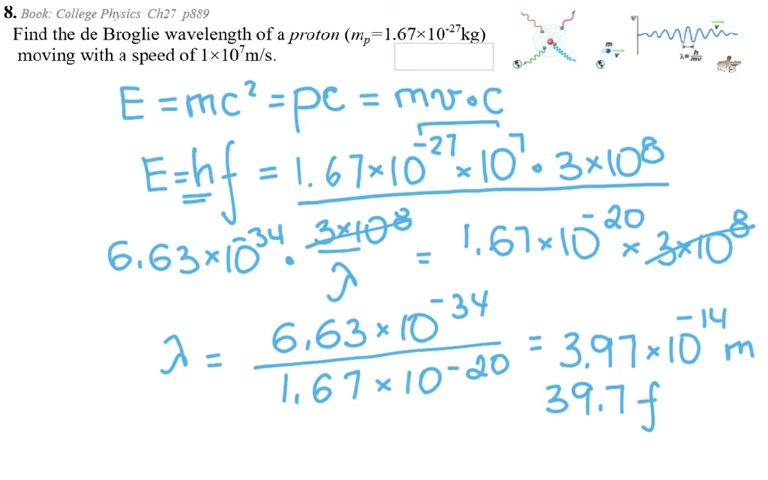 8. Book: College Physics Ch27 p889
Find the de Broglie wavelength of a proton (mₚ=1.67×10⁻²⁷kg)
moving with a speed of 1×10⁷m/s.
E = mc² = pc = mv·c
E = hf = 1.67×10⁻²⁷ × 10⁷ · 3×10⁸
6.63×10⁻³⁴ · 3×10⁸/λ = 1.67×10⁻²⁰ × 3×10⁸
λ = 6.63×10⁻³⁴ / 1.67×10⁻²⁰ = 3.97×10⁻¹⁴ m
39.7 f